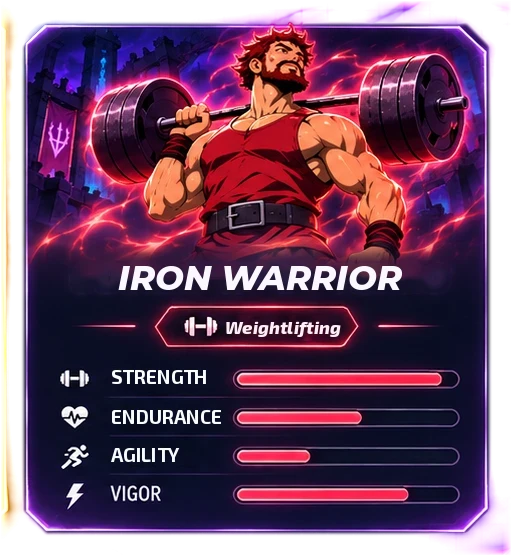 IRON WARRIOR
Weightlifting
STRENGTH
ENDURANCE
AGILITY
VIGOR